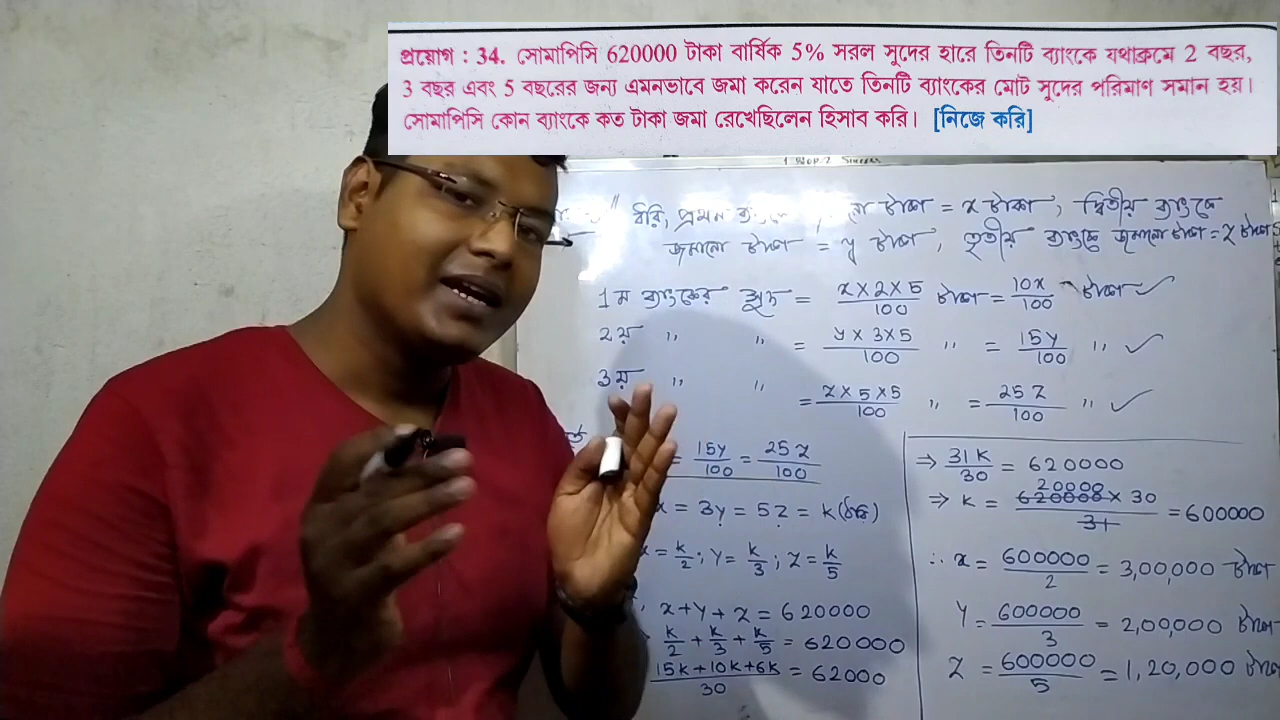 প্রয়োগ : 34. সোমাপিসি 620000 টাকা বার্ষিক 5% সরল সুদের হারে তিনটি ব্যাংকে যথাক্রমে 2 বছর,
3 বছর এবং 5 বছরের জন্য এমনভাবে জমা করেন যাতে তিনটি ব্যাংকের মোট সুদের পরিমাণ সমান হয়।
সোমাপিসি কোন ব্যাংকে কত টাকা জমা রেখেছিলেন হিসাব করি। [নিজে করি]
ধরি, প্রথম টাকা = x টাকা, দ্বিতীয় ব্যাংকে
জমানো টাকা = y টাকা, তৃতীয় ব্যাংকে জমানো টাকা = z টাকা
1ম ব্যাংকের সুদ = x×2×5/100 টাকা = 10x/100 টাকা ✓
2য় " " = y×3×5/100 " = 15y/100 " ✓
3য় " " = z×5×5/100 " = 25z/100 " ✓
= 15y/100 = 25z/100
x = 3y = 5z = k (ধরি)
x = k/2; y = k/3; z = k/5
x+y+z = 620000
k/2 + k/3 + k/5 = 620000
15k+10k+6k/30 = 62000
⇒ 31k/30 = 620000
20000
⇒ k = 620000×30/31 = 600000
∴ x = 600000/2 = 3,00,000 টাকা
y = 600000/3 = 2,00,000 টাকা
z = 600000/5 = 1,20,000 টাকা